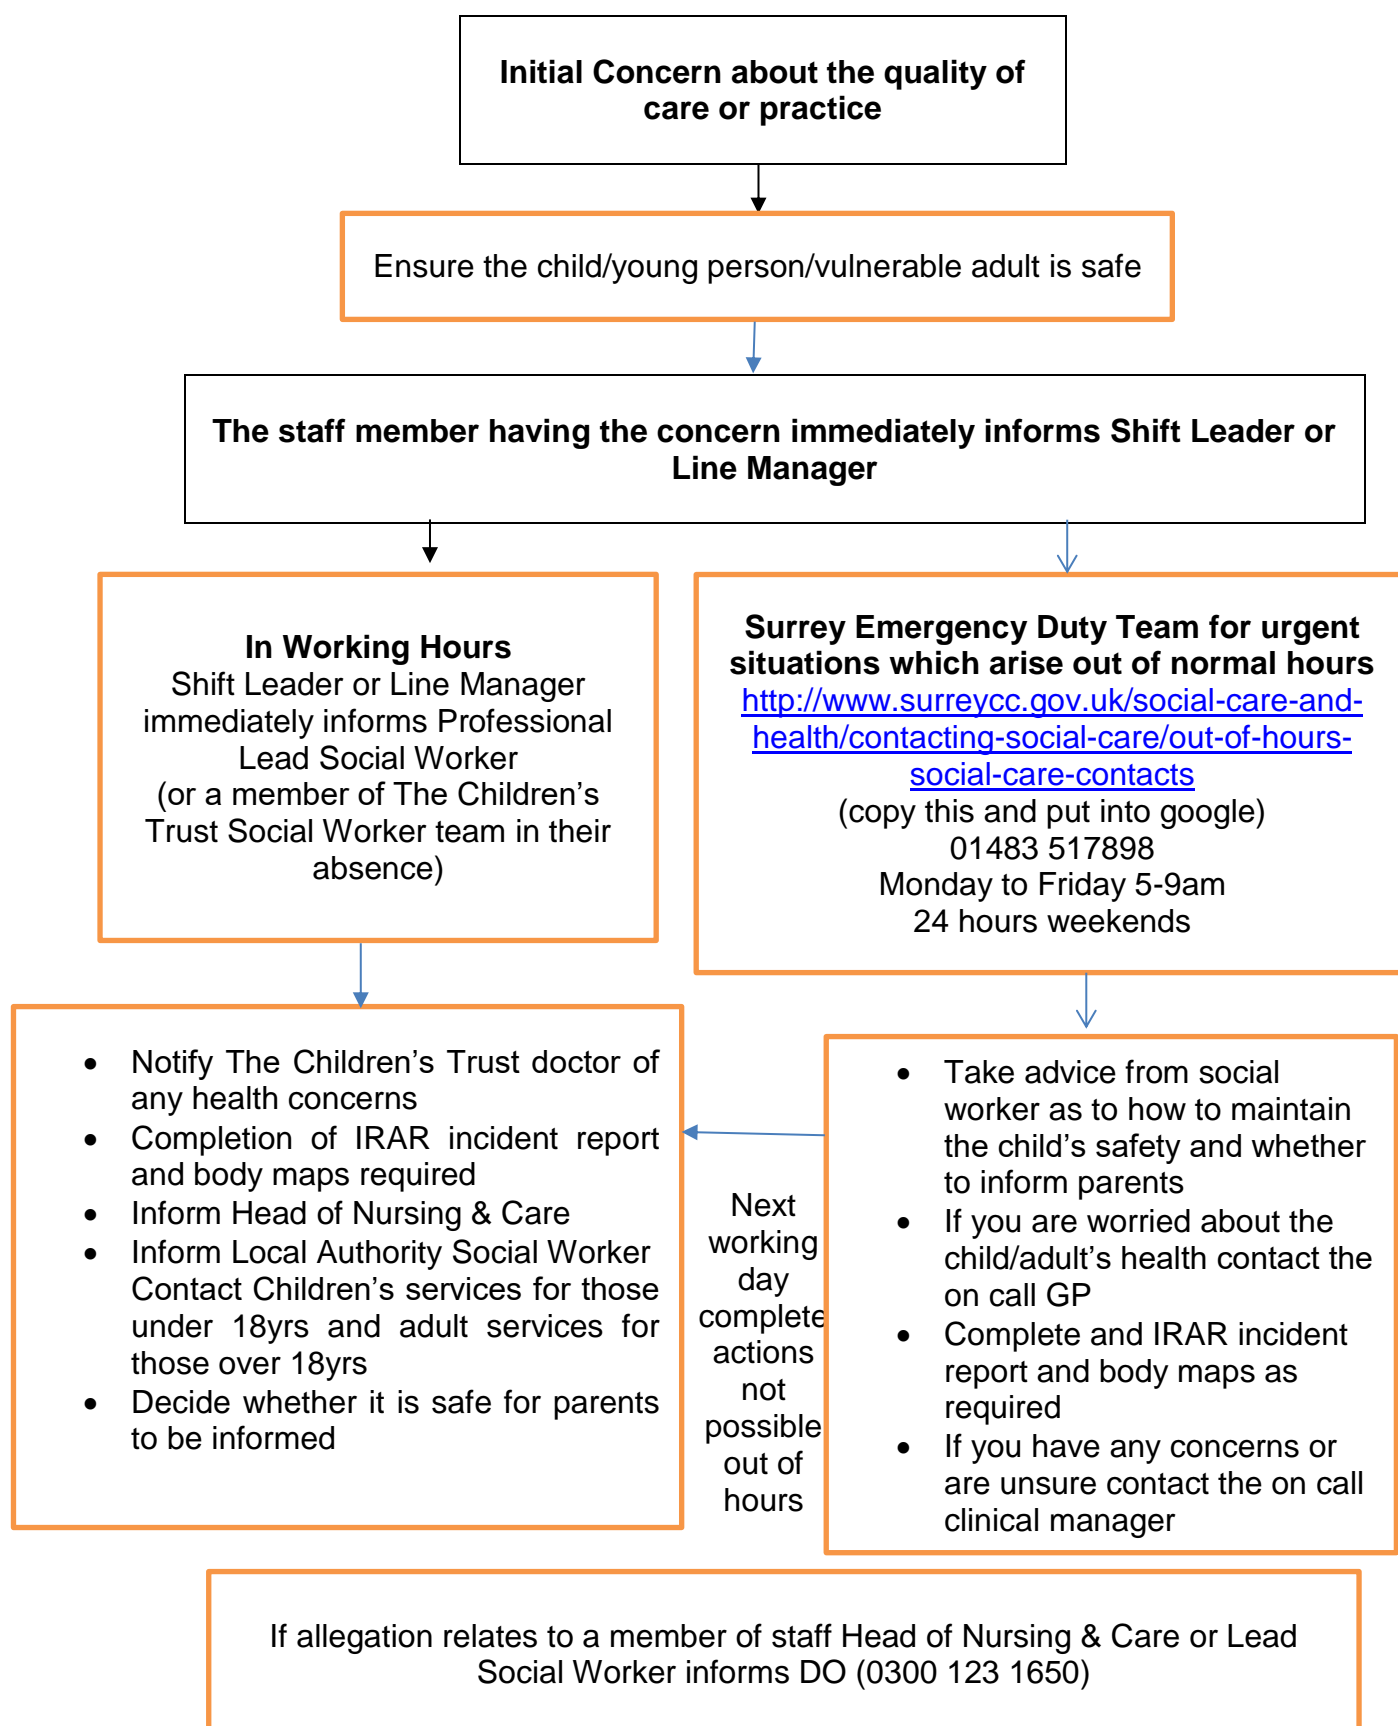 Initial Concern about the quality of
care or practice
Ensure the child/young person/vulnerable adult is safe
The staff member having the concern immediately informs Shift Leader or
Line Manager
In Working Hours
Shift Leader or Line Manager
immediately informs Professional
Lead Social Worker
(or a member of The Children’s
Trust Social Worker team in their
absence)
Surrey Emergency Duty Team for urgent
situations which arise out of normal hours
http://www.surreycc.gov.uk/social-care-and-
health/contacting-social-care/out-of-hours-
social-care-contacts
(copy this and put into google)
01483 517898
Monday to Friday 5-9am
24 hours weekends
• Notify The Children’s Trust doctor of
any health concerns
• Completion of IRAR incident report
and body maps required
• Inform Head of Nursing & Care
• Inform Local Authority Social Worker
Contact Children’s services for those
under 18yrs and adult services for
those over 18yrs
• Decide whether it is safe for parents
to be informed
Next
working
day
complete
actions
not
possible
out of
hours
• Take advice from social
worker as to how to maintain
the child’s safety and whether
to inform parents
• If you are worried about the
child/adult’s health contact the
on call GP
• Complete and IRAR incident
report and body maps as
required
• If you have any concerns or
are unsure contact the on call
clinical manager
If allegation relates to a member of staff Head of Nursing & Care or Lead
Social Worker informs DO (0300 123 1650)